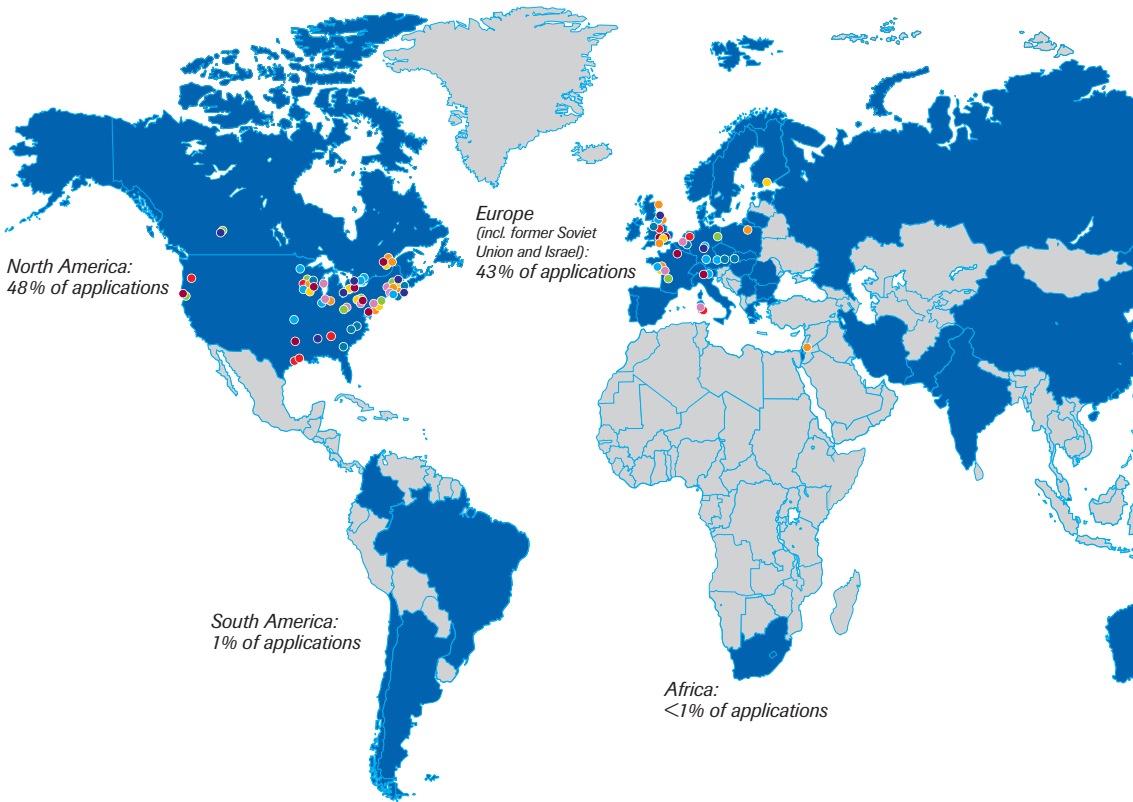 Europe
(incl. former Soviet
Union and Israel):
43% of applications
North America:
48% of applications
South America:
1% of applications
Africa:
<1% of applications